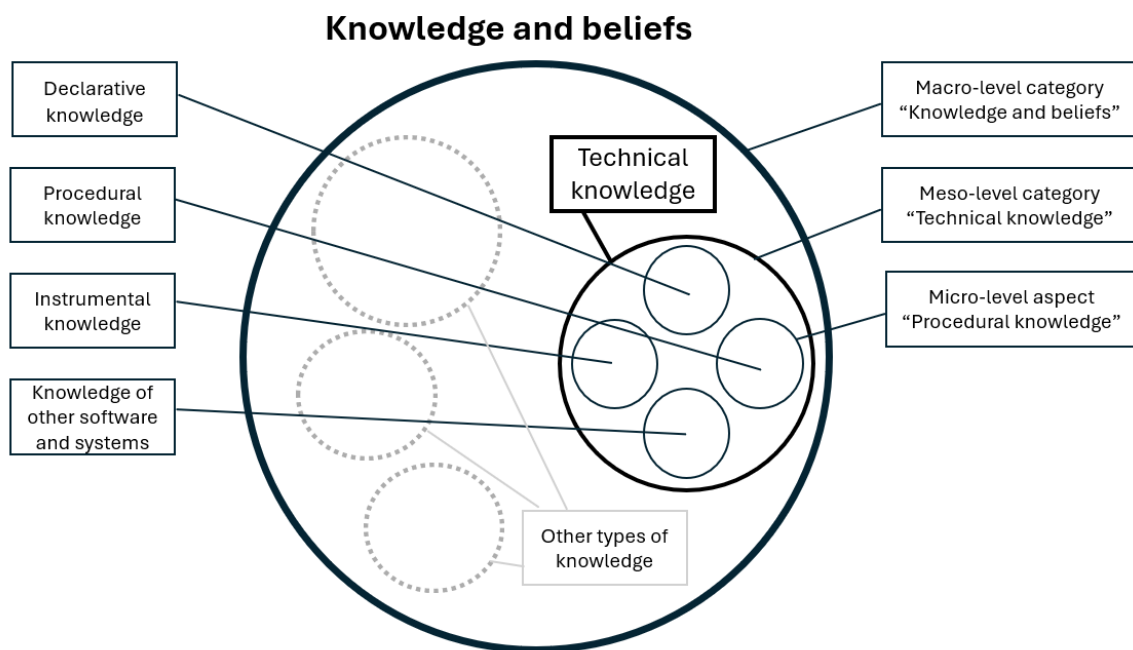 Knowledge and beliefs
Declarative
knowledge
Procedural
knowledge
Instrumental
knowledge
Knowledge of
other software
and systems
Technical
knowledge
Other types of
knowledge
Macro-level category
“Knowledge and beliefs”
Meso-level category
“Technical knowledge”
Micro-level aspect
“Procedural knowledge”